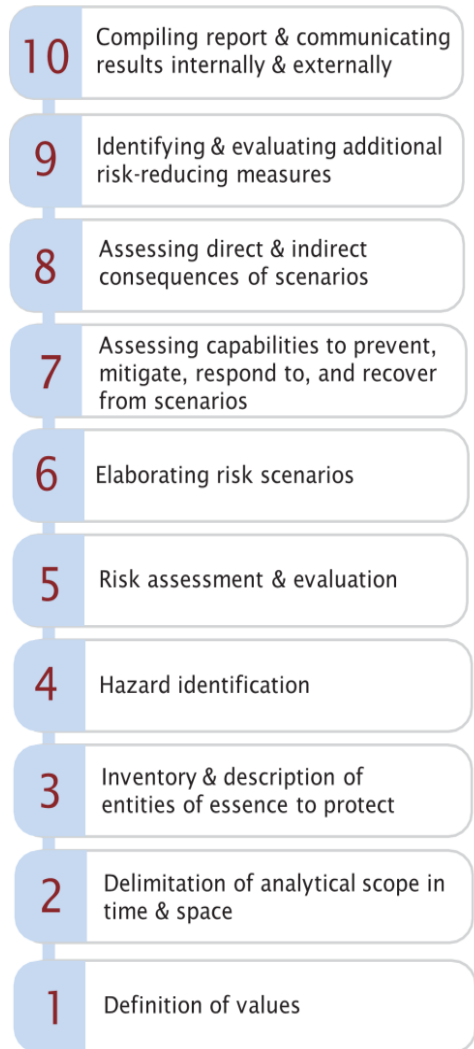 10
Compiling report & communicating
results internally & externally
9
Identifying & evaluating additional
risk-reducing measures
8
Assessing direct & indirect
consequences of scenarios
7
Assessing capabilities to prevent,
mitigate, respond to, and recover
from scenarios
6
Elaborating risk scenarios
5
Risk assessment & evaluation
4
Hazard identification
3
Inventory & description of
entities of essence to protect
2
Delimitation of analytical scope in
time & space
1
Definition of values